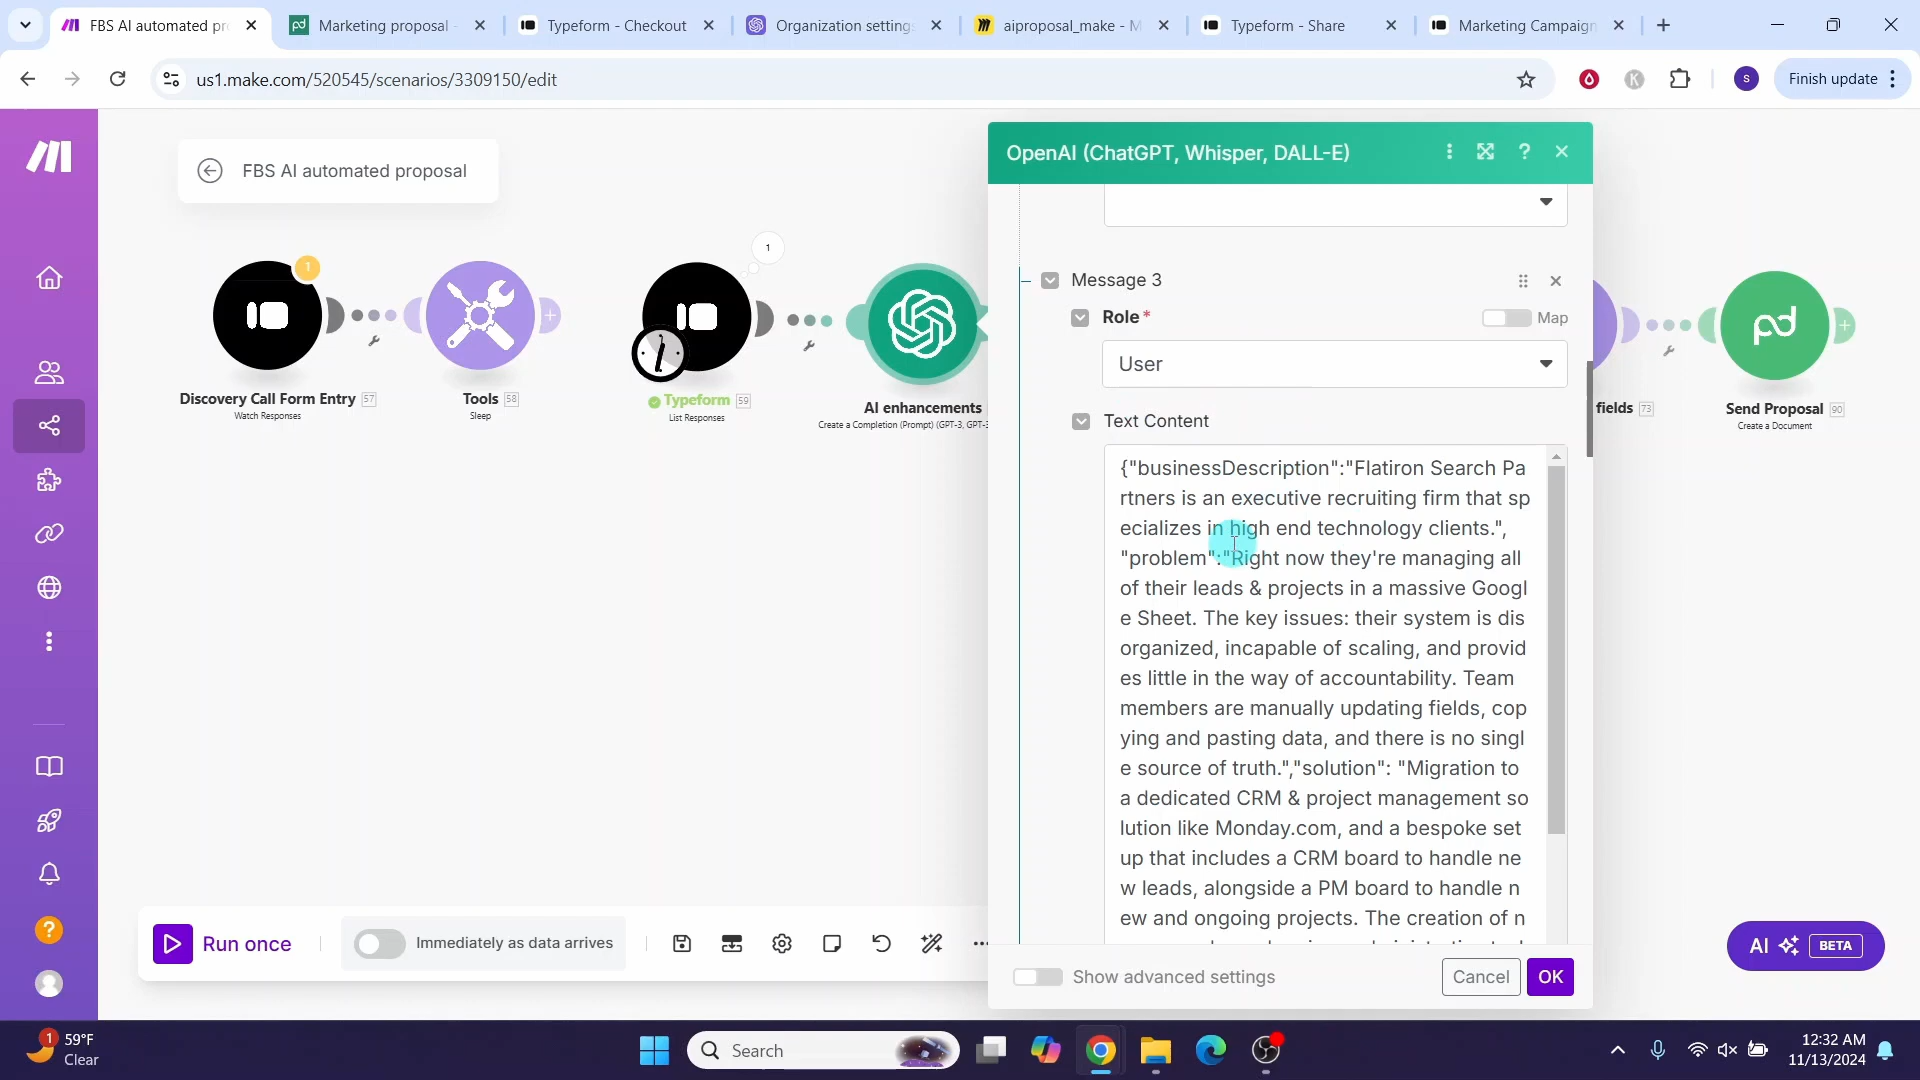 FBS AI automated pr
Marketing proposal -
Typeform - Checkout
Organization settings
aiproposal_make - M
Typeform - Share
Marketing Campaign
us1.make.com/520545/scenarios/3309150/edit
K
S
Finish update
FBS AI automated proposal
OpenAI (ChatGPT, Whisper, DALL-E)
1
1
Discovery Call Form Entry 57
Watch Responses
Tools 58
Sleep
Typeform 59
List Responses
AI enhancements
Create a Completion (Prompt) (GPT-3, GPT-3
fields 73
pd
Send Proposal 90
Create a Document
Message 3
Role*
Map
User
Text Content
{"businessDescription":"Flatiron Search Pa
rtners is an executive recruiting firm that sp
ecializes in high end technology clients.",
"problem":"Right now they're managing all
of their leads & projects in a massive Googl
e Sheet. The key issues: their system is dis
organized, incapable of scaling, and provid
es little in the way of accountability. Team
members are manually updating fields, cop
ying and pasting data, and there is no singl
e source of truth.","solution": "Migration to
a dedicated CRM & project management so
lution like Monday.com, and a bespoke set
up that includes a CRM board to handle ne
w leads, alongside a PM board to handle n
ew and ongoing projects. The creation of n
Show advanced settings
Cancel
OK
Run once
Immediately as data arrives
AI
BETA
1
59°F
Clear
Search
12:32 AM
11/13/2024